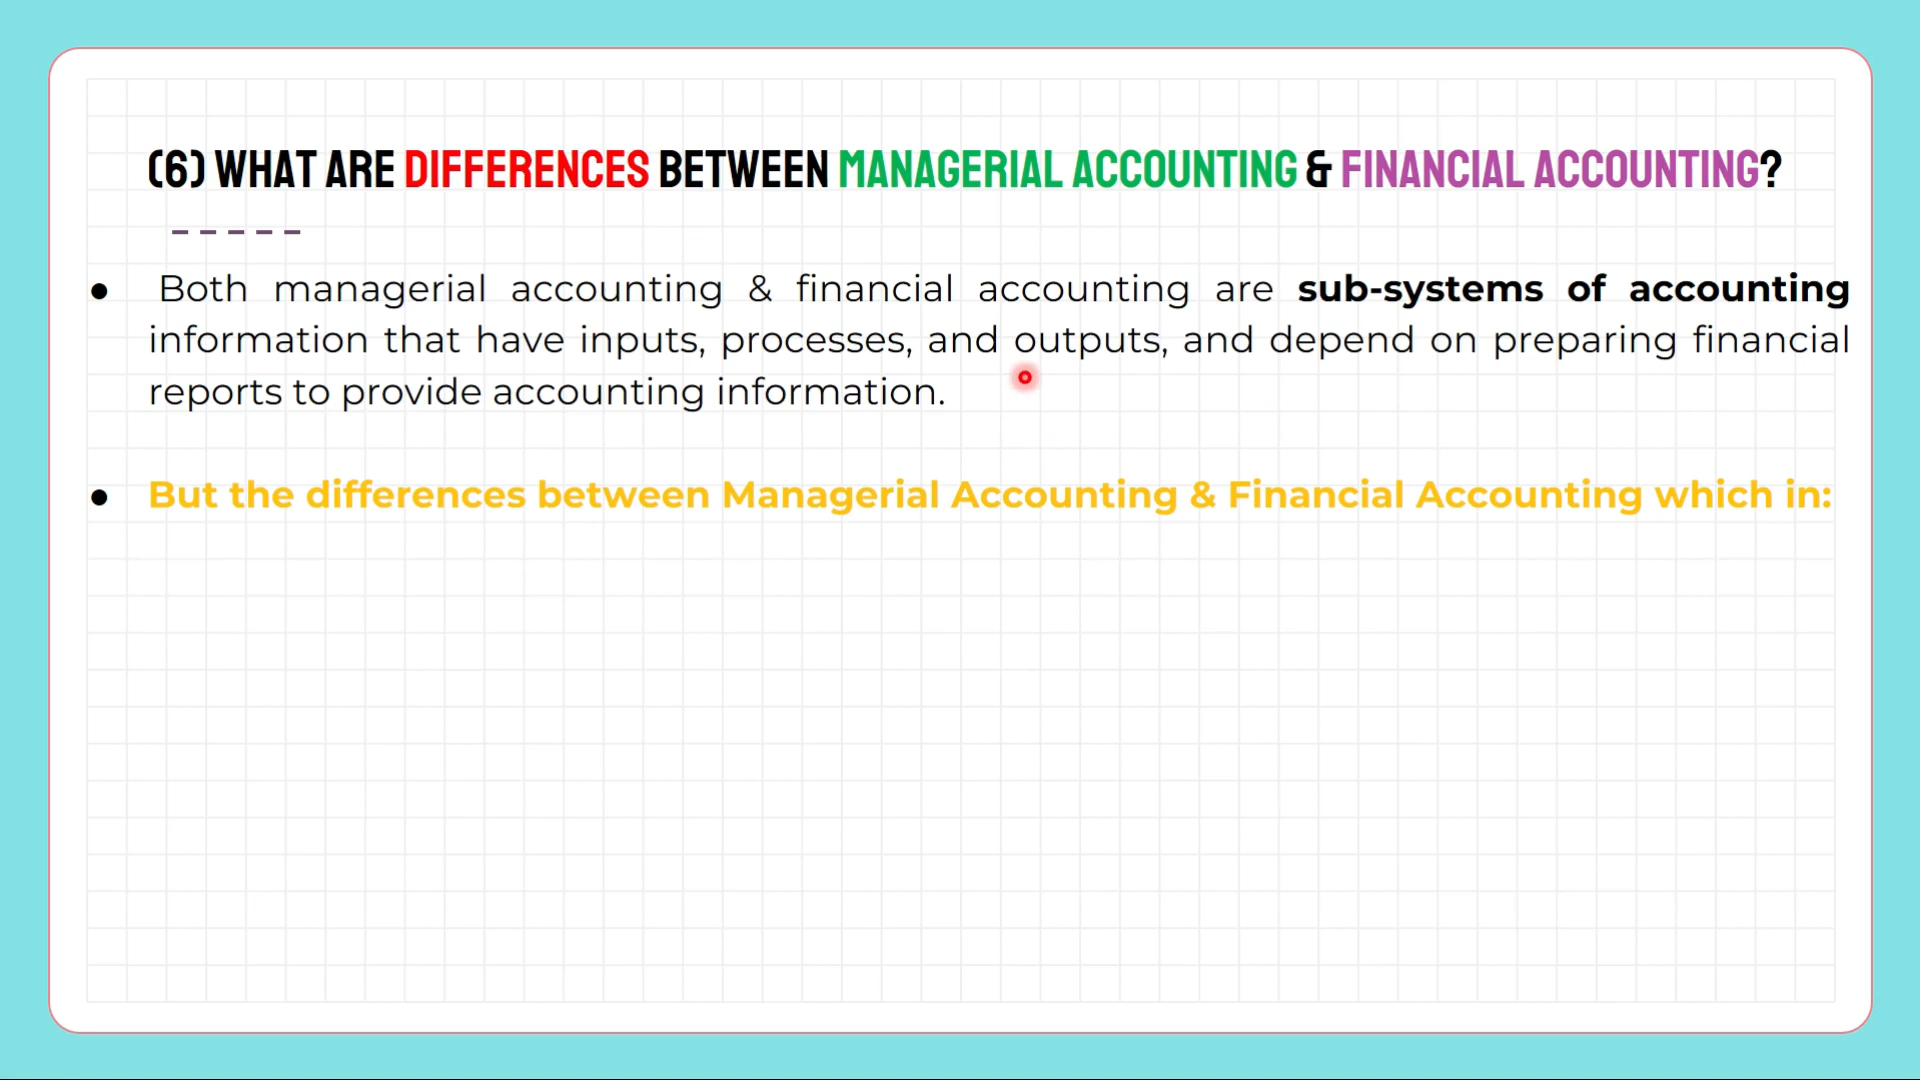 (6) WHAT ARE DIFFERENCES BETWEEN MANAGERIAL ACCOUNTING & FINANCIAL ACCOUNTING?
● Both managerial accounting & financial accounting are sub-systems of accounting
information that have inputs, processes, and outputs, and depend on preparing financial
reports to provide accounting information.
● But the differences between Managerial Accounting & Financial Accounting which in: